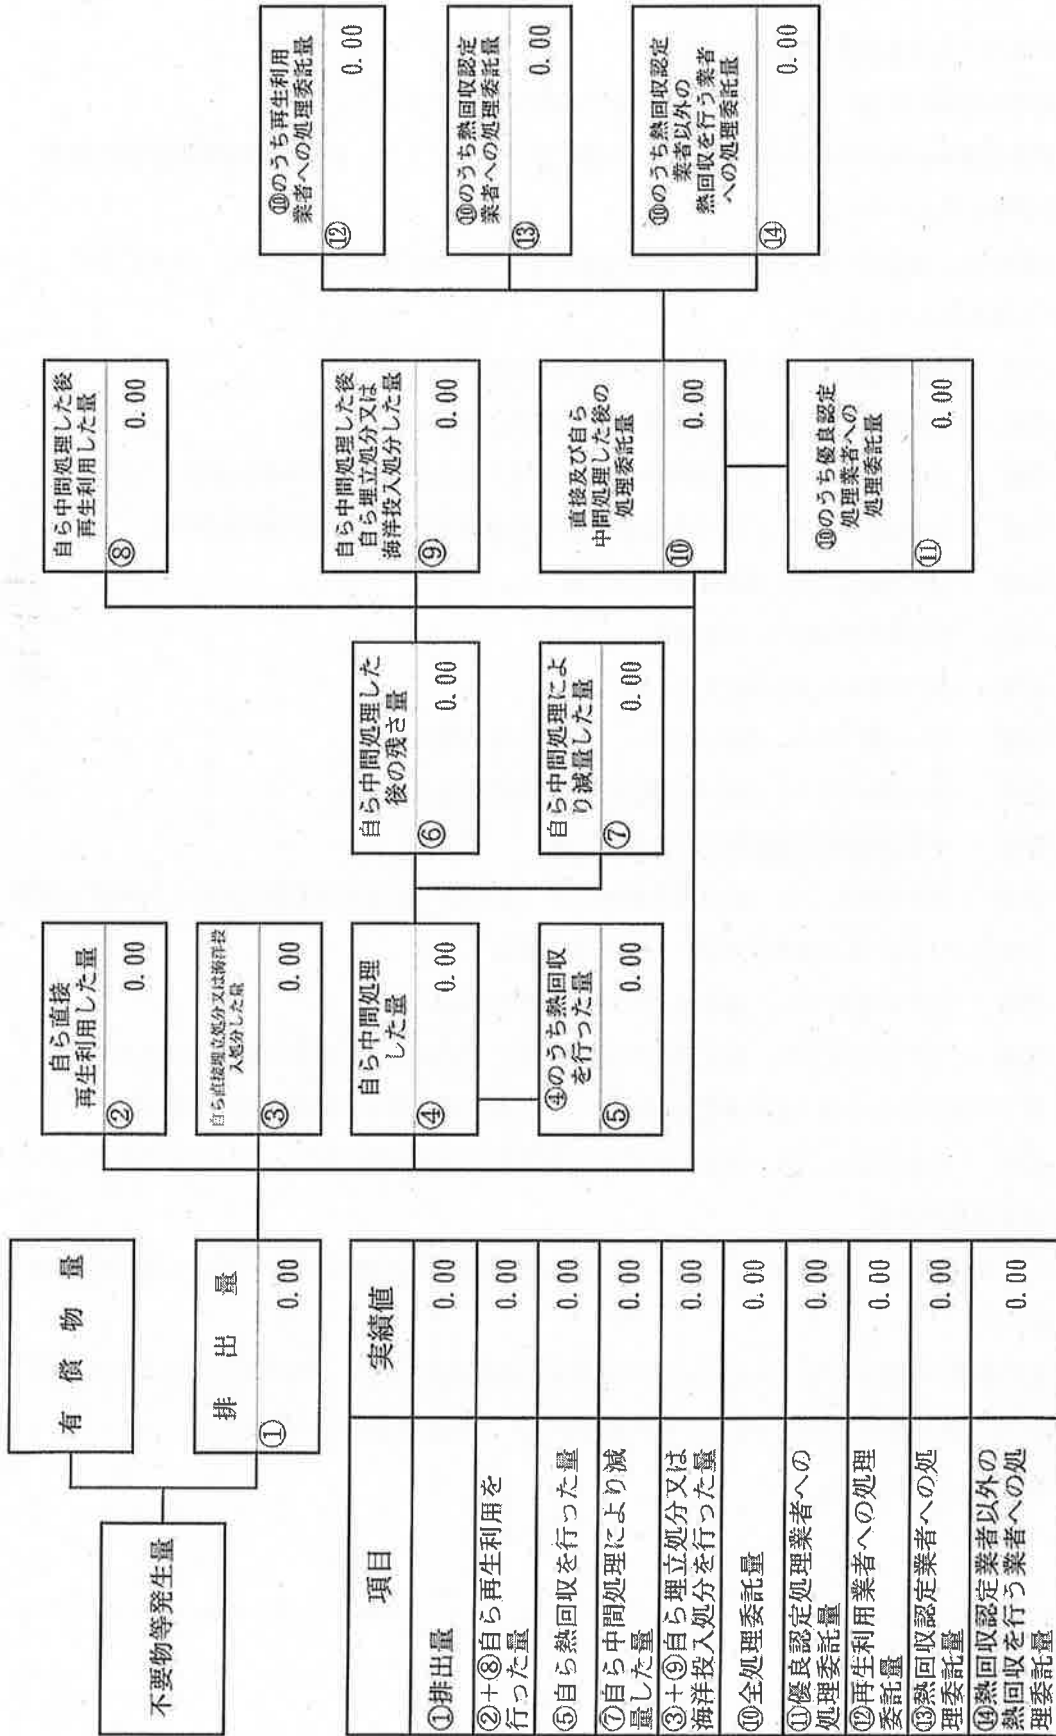 不要物等発生量
有 償 物 量
排 出 量
① 0.00
自ら直接
再生利用した量
② 0.00
自ら直接埋立処分又は海洋投
入処分した量
③ 0.00
自ら中間処理
した量
④ 0.00
④のうち熱回収
を行った量
⑤ 0.00
自ら中間処理した
後の残さ量
⑥ 0.00
自ら中間処理によ
り減量した量
⑦ 0.00
自ら中間処理した後
再生利用した量
⑧ 0.00
自ら中間処理した後
自ら埋立処分又は
海洋投入処分した量
⑨ 0.00
直接及び自ら
中間処理した後の
処理委託量
⑩ 0.00
⑩のうち優良認定
処理業者への
処理委託量
⑪ 0.00
⑩のうち再生利用
業者への処理委託量
⑫ 0.00
⑩のうち熱回収認定
業者への処理委託量
⑬ 0.00
⑩のうち熱回収認定
業者以外の
熱回収を行う業者
への処理委託量
⑭ 0.00
項目 実績値
①排出量 0.00
②+⑧自ら再生利用を
行った量 0.00
⑤自ら熱回収を行った量 0.00
⑦自ら中間処理により減
量した量 0.00
③+⑨自ら埋立処分又は
海洋投入処分を行った量 0.00
⑩全処理委託量 0.00
⑪優良認定処理業者への
処理委託量 0.00
⑫再生利用業者への処理
委託量 0.00
⑬熱回収認定業者への処
理委託量 0.00
⑭熱回収認定業者以外の
熱回収を行う業者への処
理委託量 0.00